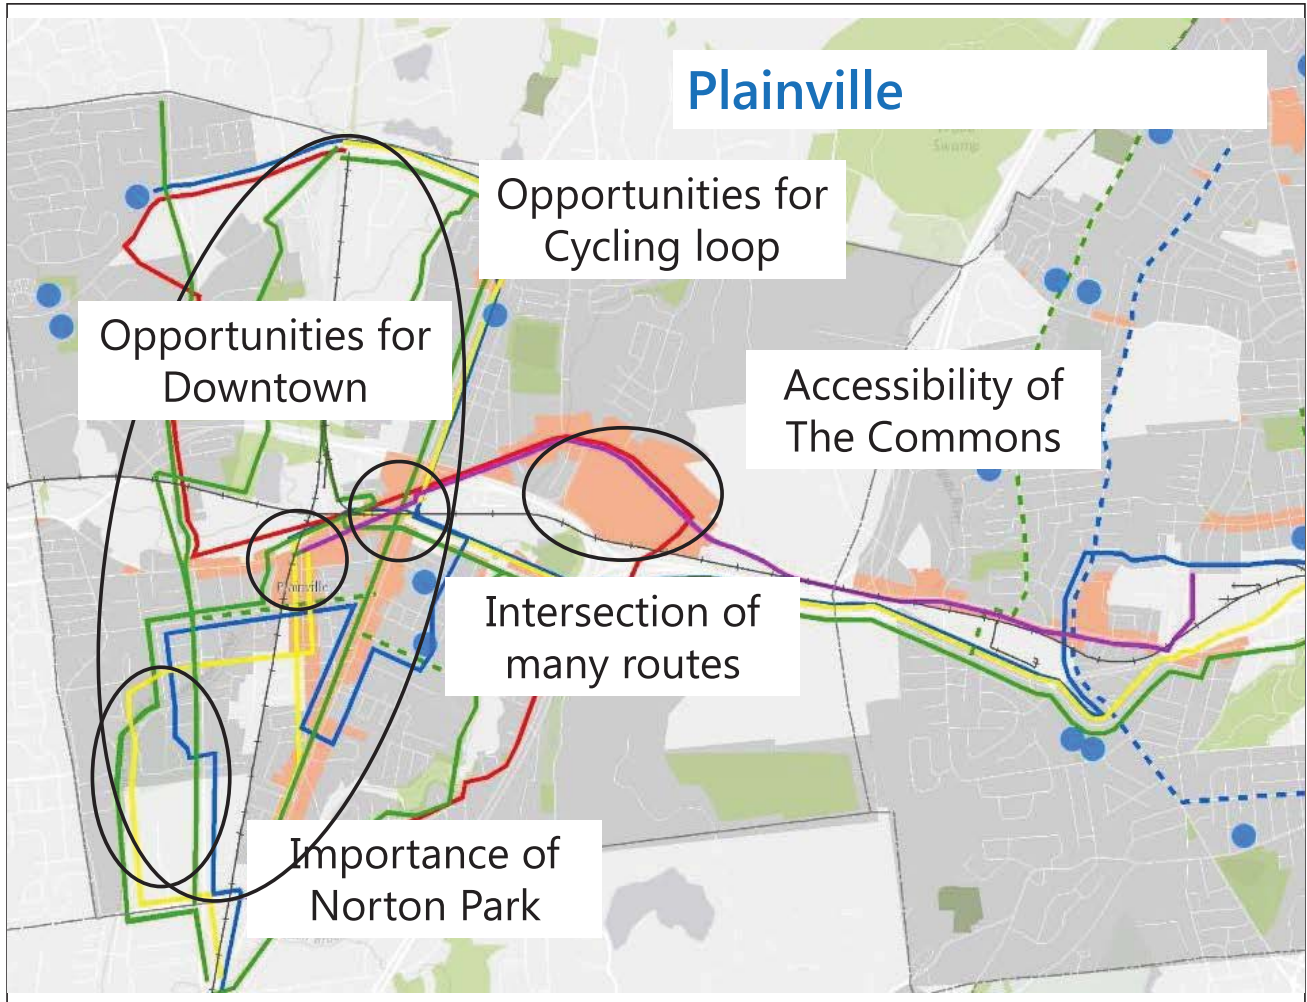 Plainville
Swamp
Opportunities for
Cycling loop
Opportunities for
Downtown
Accessibility of
The Commons
Plainville
Intersection of
many routes
Importance of
Norton Park